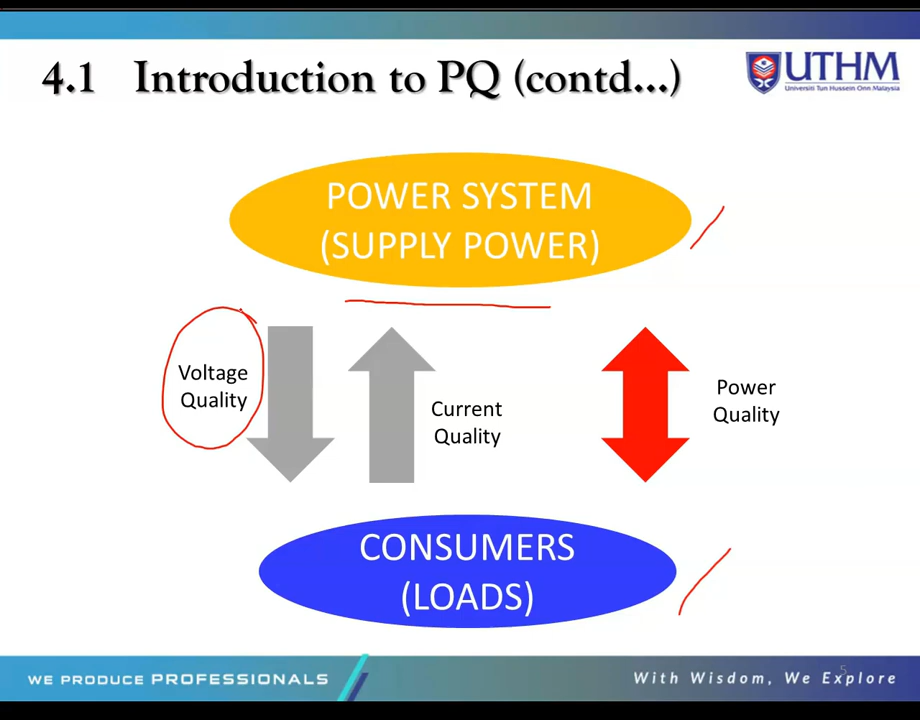 4.1 Introduction to PQ (contd...)
UTHM
Universiti Tun Hussein Onn Malaysia
POWER SYSTEM
(SUPPLY POWER)
Voltage
Quality
Current
Quality
Power
Quality
CONSUMERS
(LOADS)
WE PRODUCE PROFESSIONALS
With Wisdom, We Explore
5